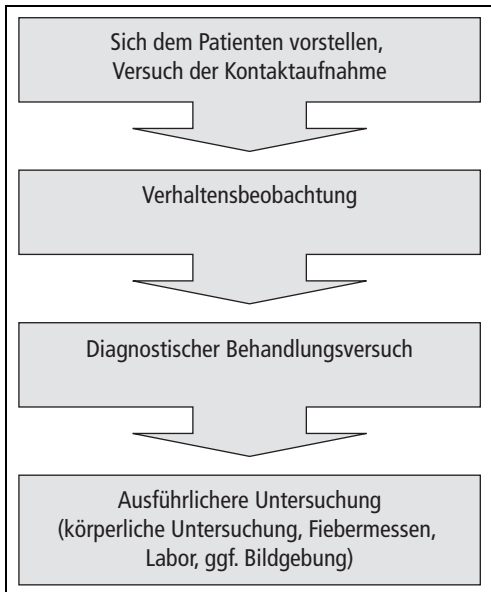 Sich dem Patienten vorstellen,
Versuch der Kontaktaufnahme
Verhaltensbeobachtung
Diagnostischer Behandlungsversuch
Ausführlichere Untersuchung
(körperliche Untersuchung, Fiebermessen,
Labor, ggf. Bildgebung)